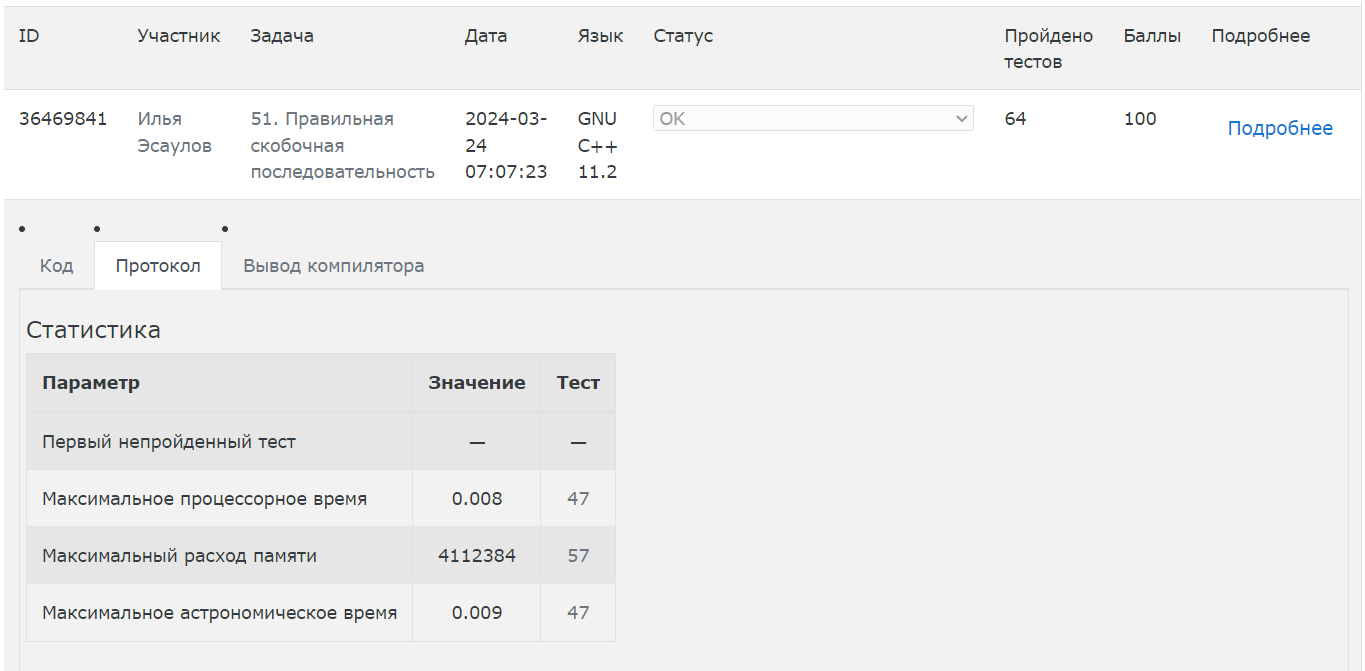 ID Участник Задача Дата Язык Статус Пройдено тестов Баллы Подробнее
36469841 Илья Эсаулов 51. Правильная скобочная последовательность 2024-03-24 07:07:23 GNU C++ 11.2 OK 64 100 Подробнее
Код Протокол Вывод компилятора
Статистика
Параметр Значение Тест
Первый непройденный тест — —
Максимальное процессорное время 0.008 47
Максимальный расход памяти 4112384 57
Максимальное астрономическое время 0.009 47